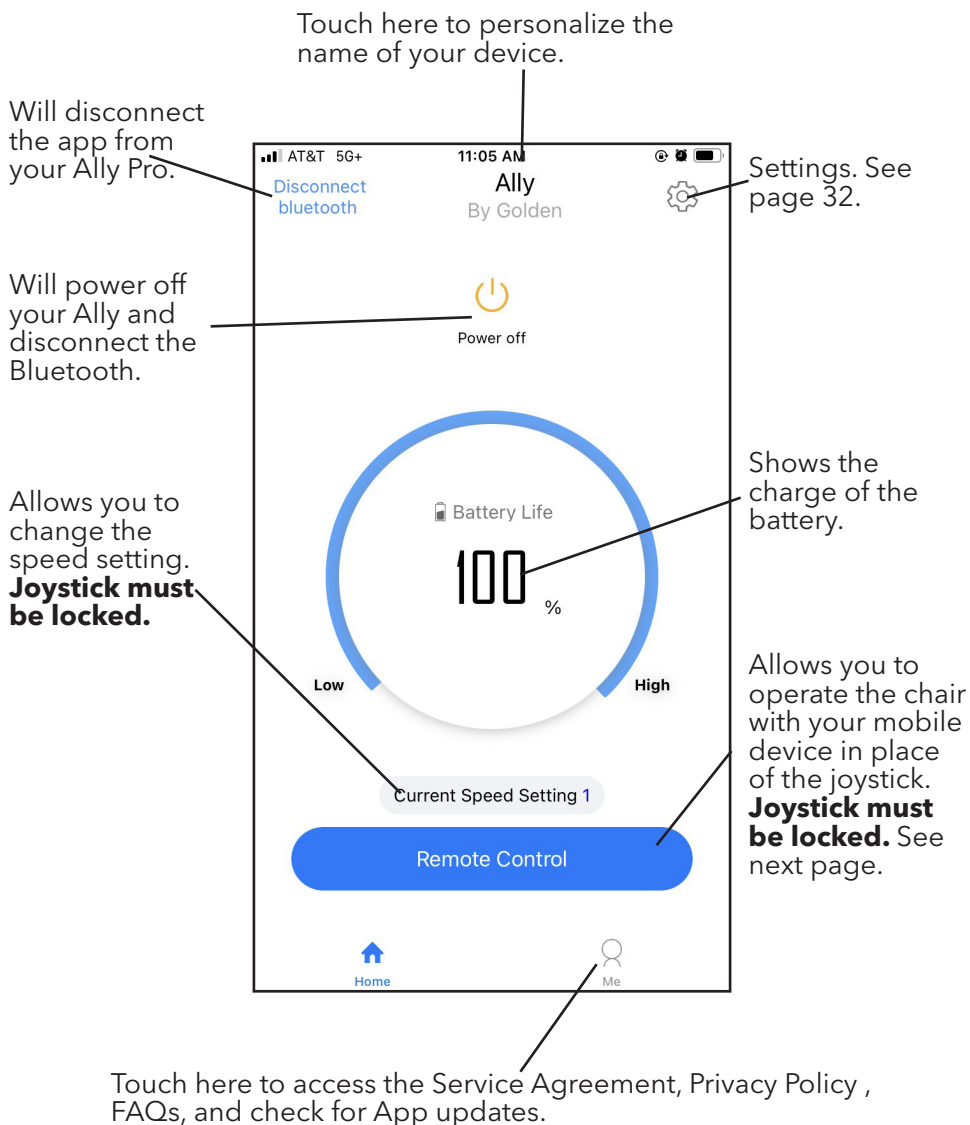 Touch here to personalize the
name of your device.
Will disconnect
the app from
your Ally Pro.
AT&T 5G+
11:05 AM
Disconnect
bluetooth
Ally
By Golden
Settings. See
page 32.
Will power off
your Ally and
disconnect the
Bluetooth.
Power off
Allows you to
change the
speed setting.
Joystick must
be locked.
Battery Life
100
%
Shows the
charge of the
battery.
Low
High
Allows you to
operate the chair
with your mobile
device in place
of the joystick.
Joystick must
be locked. See
next page.
Current Speed Setting 1
Remote Control
Home
Me
Touch here to access the Service Agreement, Privacy Policy ,
FAQs, and check for App updates.